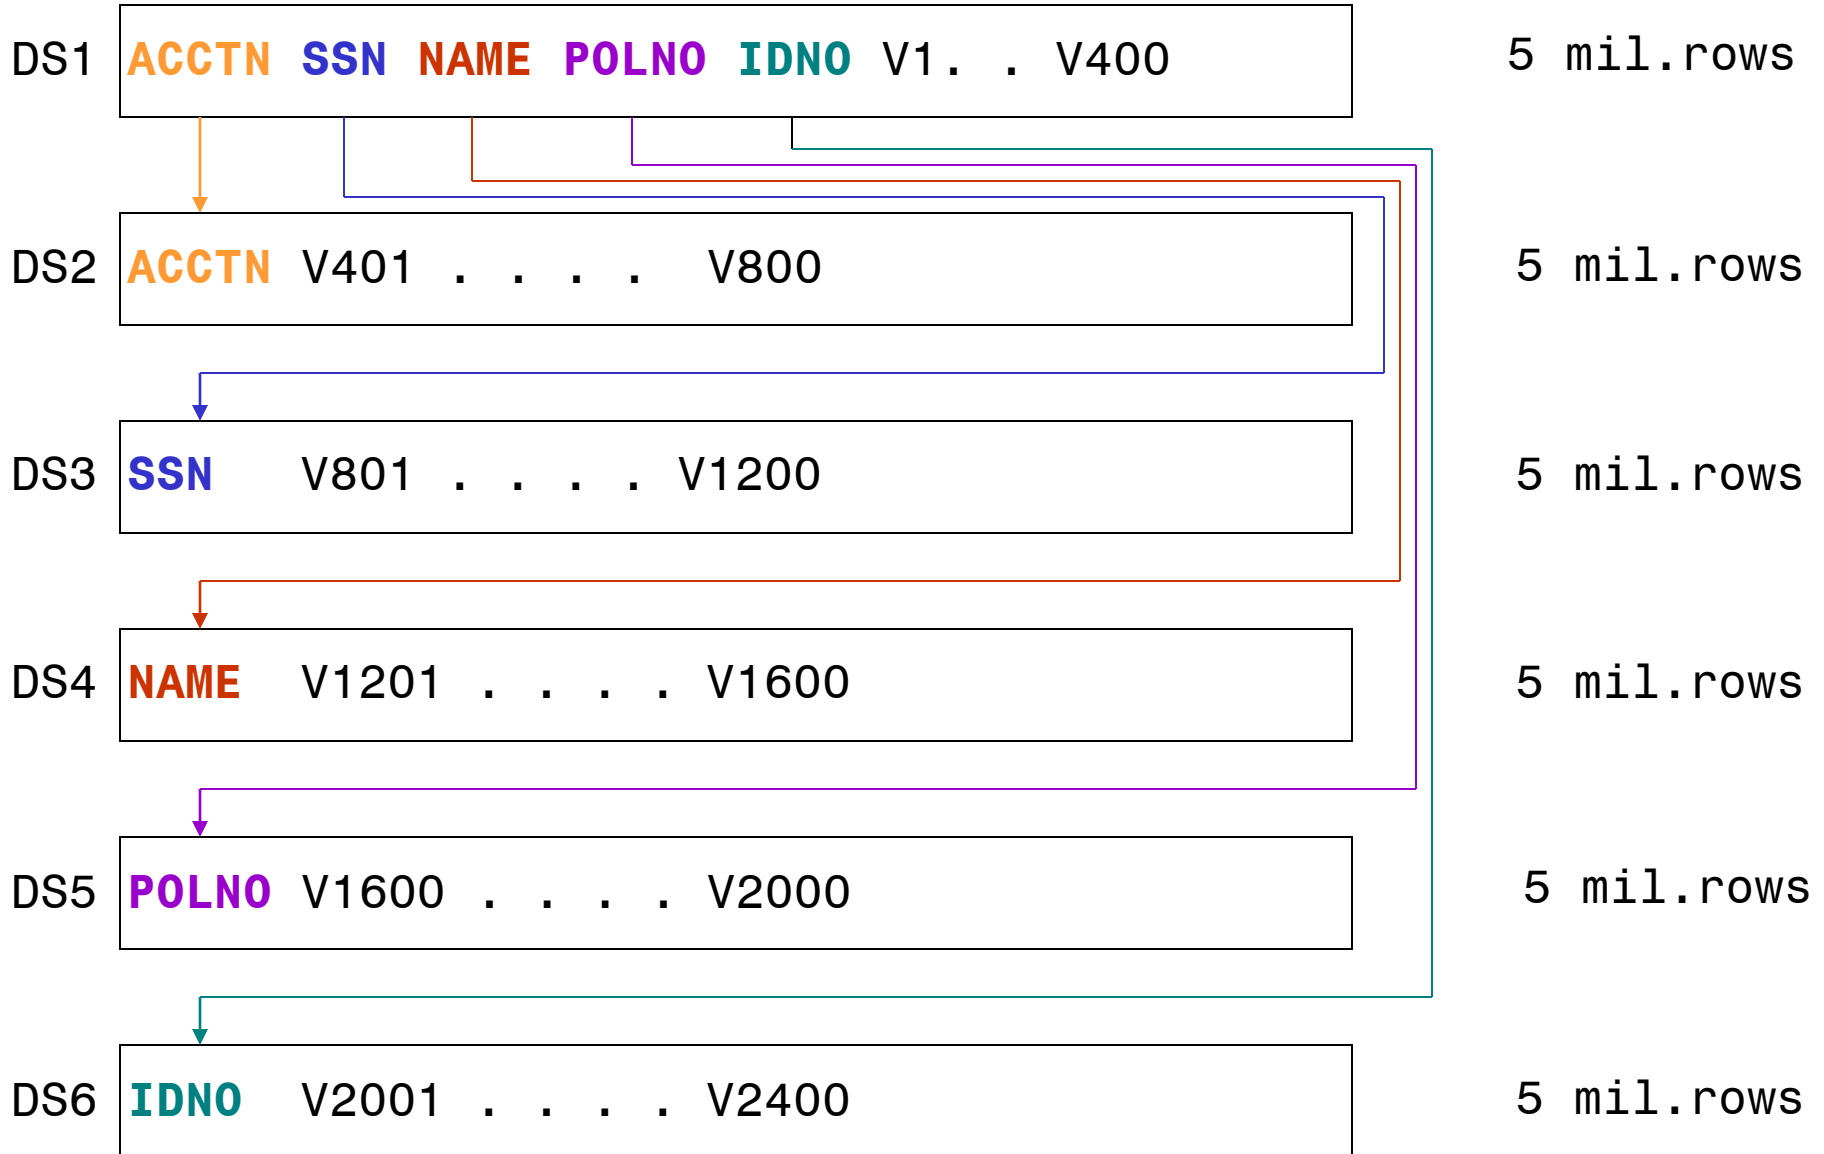 DS1 ACCTN SSN NAME POLNO IDNO V1. . V400 5 mil.rows
DS2 ACCTN V401 . . . . V800 5 mil.rows
DS3 SSN V801 . . . . V1200 5 mil.rows
DS4 NAME V1201 . . . . V1600 5 mil.rows
DS5 POLNO V1600 . . . . V2000 5 mil.rows
DS6 IDNO V2001 . . . . V2400 5 mil.rows